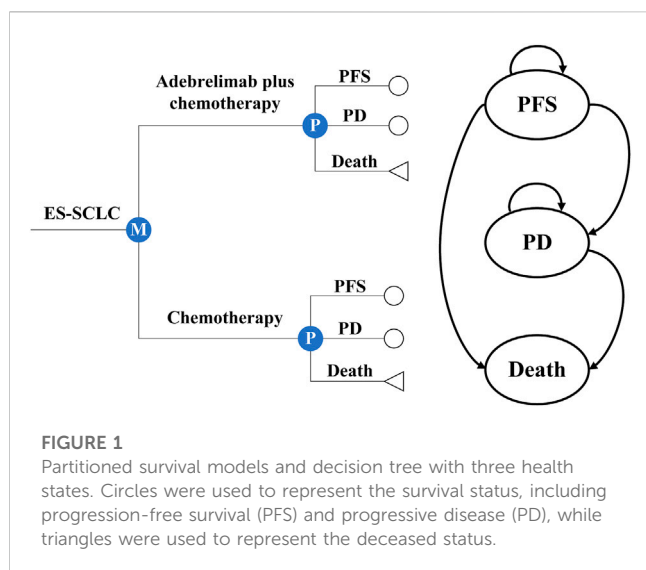 Adebrelimab plus
chemotherapy
PFS
P
PD
Death
ES-SCLC
M
Chemotherapy
PFS
P
PD
Death
PFS
PD
Death
FIGURE 1
Partitioned survival models and decision tree with three health
states. Circles were used to represent the survival status, including
progression-free survival (PFS) and progressive disease (PD), while
triangles were used to represent the deceased status.